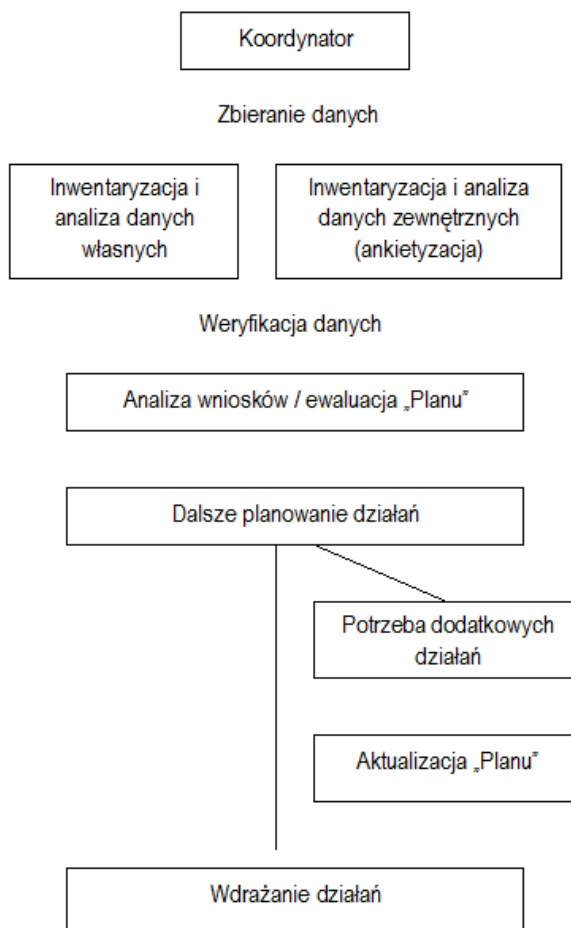 Koordynator
Zbieranie danych
Inwentaryzacja i
analiza danych
własnych
Inwentaryzacja i analiza
danych zewnętrznych
(ankietyzacja)
Weryfikacja danych
Analiza wniosków / ewaluacja „Planu”
Dalsze planowanie działań
Potrzeba dodatkowych
działań
Aktualizacja „Planu”
Wdrażanie działań